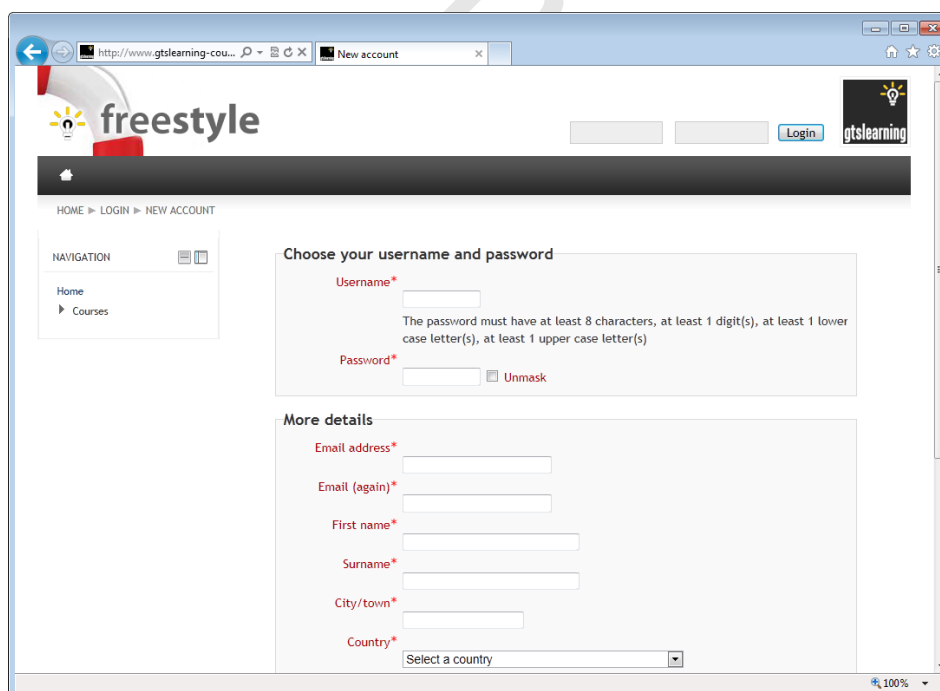 http://www.gtslearning-cou...
New account
freestyle
Login
gtslearning
HOME ► LOGIN ► NEW ACCOUNT
NAVIGATION
Home
Courses
Choose your username and password
Username*
The password must have at least 8 characters, at least 1 digit(s), at least 1 lower
case letter(s), at least 1 upper case letter(s)
Password*
Unmask
More details
Email address*
Email (again)*
First name*
Surname*
City/town*
Country*
Select a country
100%